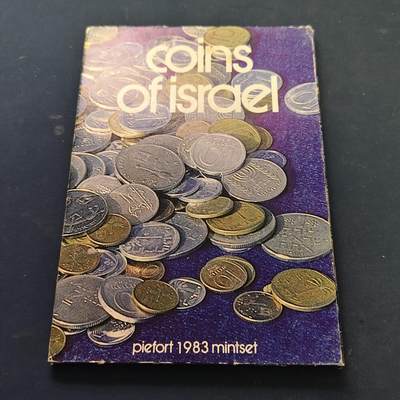 coins
of israel
piefort 1983 mintset